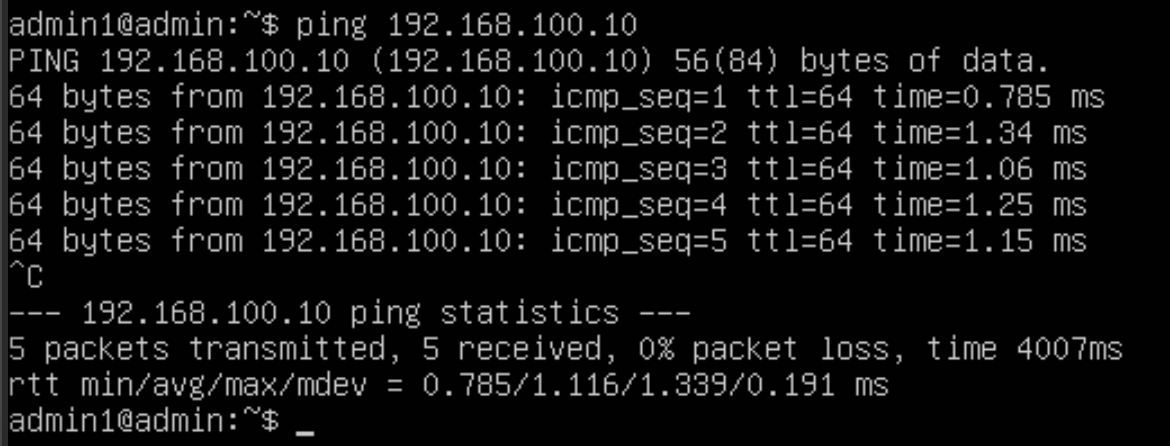 admin1@admin:~$ ping 192.168.100.10
PING 192.168.100.10 (192.168.100.10) 56(84) bytes of data.
64 bytes from 192.168.100.10: icmp_seq=1 ttl=64 time=0.785 ms
64 bytes from 192.168.100.10: icmp_seq=2 ttl=64 time=1.34 ms
64 bytes from 192.168.100.10: icmp_seq=3 ttl=64 time=1.06 ms
64 bytes from 192.168.100.10: icmp_seq=4 ttl=64 time=1.25 ms
64 bytes from 192.168.100.10: icmp_seq=5 ttl=64 time=1.15 ms
^C
--- 192.168.100.10 ping statistics ---
5 packets transmitted, 5 received, 0% packet loss, time 4007ms
rtt min/avg/max/mdev = 0.785/1.116/1.339/0.191 ms
admin1@admin:~$ _